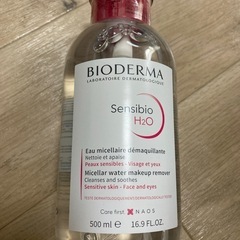 BIODERMA
LABORATOIRE DERMATOLOGIQUE
Sensibio
H2O
Eau micellaire démaquillante
Nettoie et apaise
Peaux sensibles - Visage et yeux
Micellar water makeup remover
Cleanses and soothes
Sensitive skin - Face and eyes
Care first. NAOS
500 ml 16.9 FL.OZ.